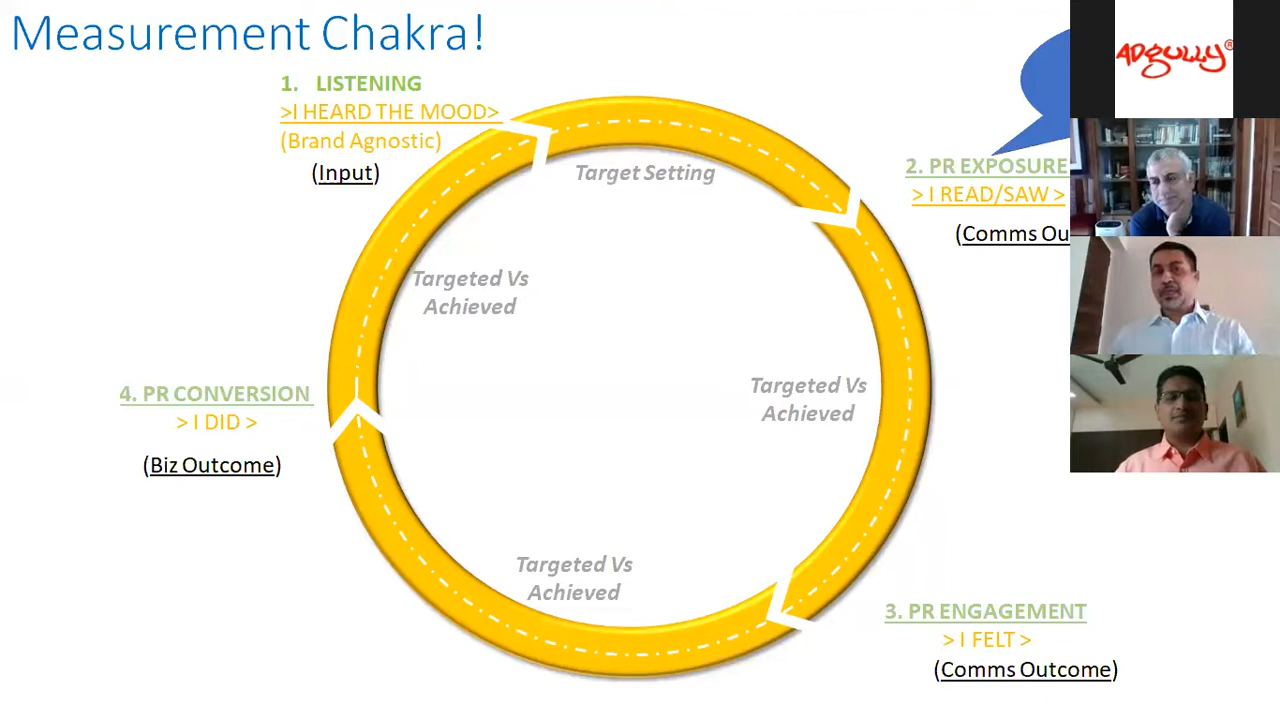 Measurement Chakra!
ADGULLY®
1. LISTENING
>I HEARD THE MOOD>
(Brand Agnostic)
(Input)
Target Setting
2. PR EXPOSURE
> I READ/SAW >
(Comms Ou
Targeted Vs
Achieved
Targeted Vs
Achieved
4. PR CONVERSION
> I DID >
(Biz Outcome)
Targeted Vs
Achieved
3. PR ENGAGEMENT
> I FELT >
(Comms Outcome)